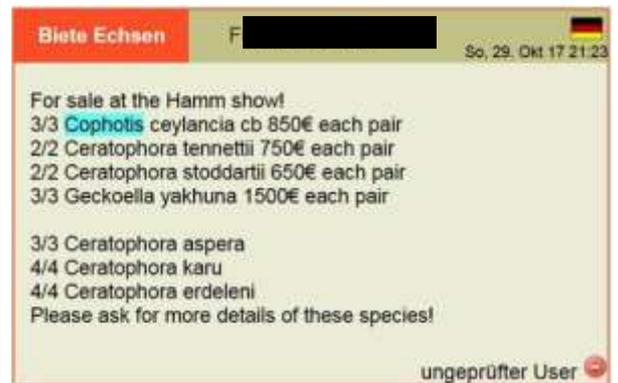 Biete Echsen
F
So, 29. Okt 17 21:23
For sale at the Hamm show!
3/3 Cophotis ceylancia cb 850€ each pair
2/2 Ceratophora tennettii 750€ each pair
2/2 Ceratophora stoddartii 650€ each pair
3/3 Geckoella yakhuna 1500€ each pair
3/3 Ceratophora aspera
4/4 Ceratophora karu
4/4 Ceratophora erdeleni
Please ask for more details of these species!
ungeprüfter User